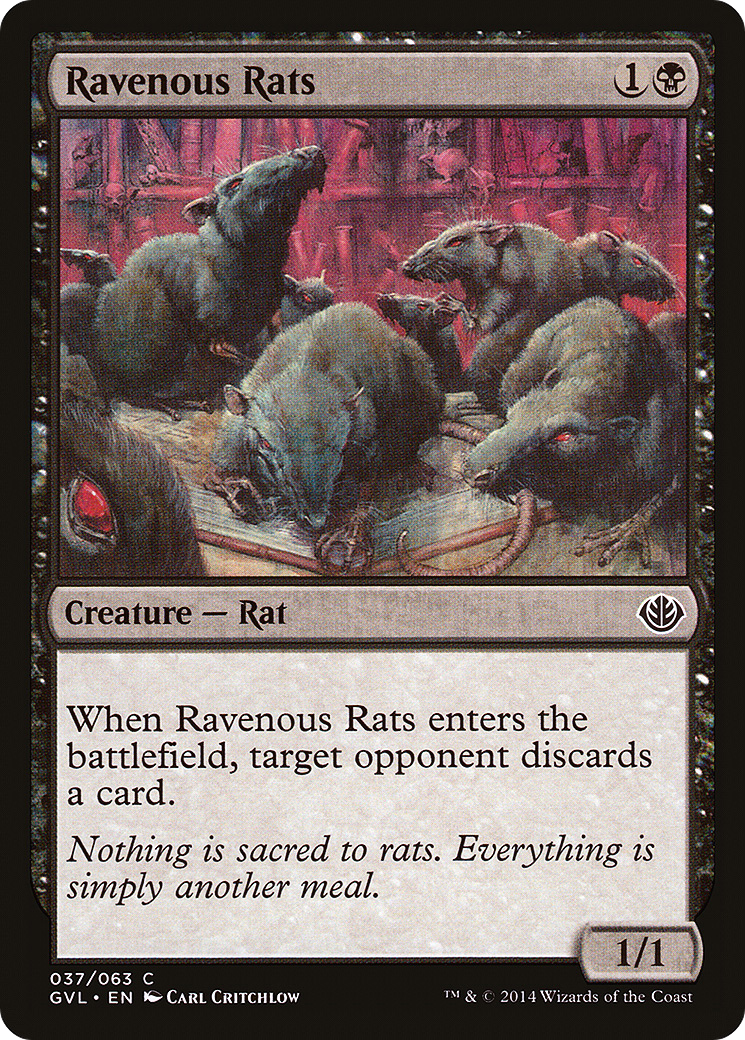 Ravenous Rats 1
Creature — Rat
When Ravenous Rats enters the
battlefield, target opponent discards
a card.
Nothing is sacred to rats. Everything is
simply another meal.
1/1
037/063 C
GVL • EN Carl Critchlow ™ & © 2014 Wizards of the Coast